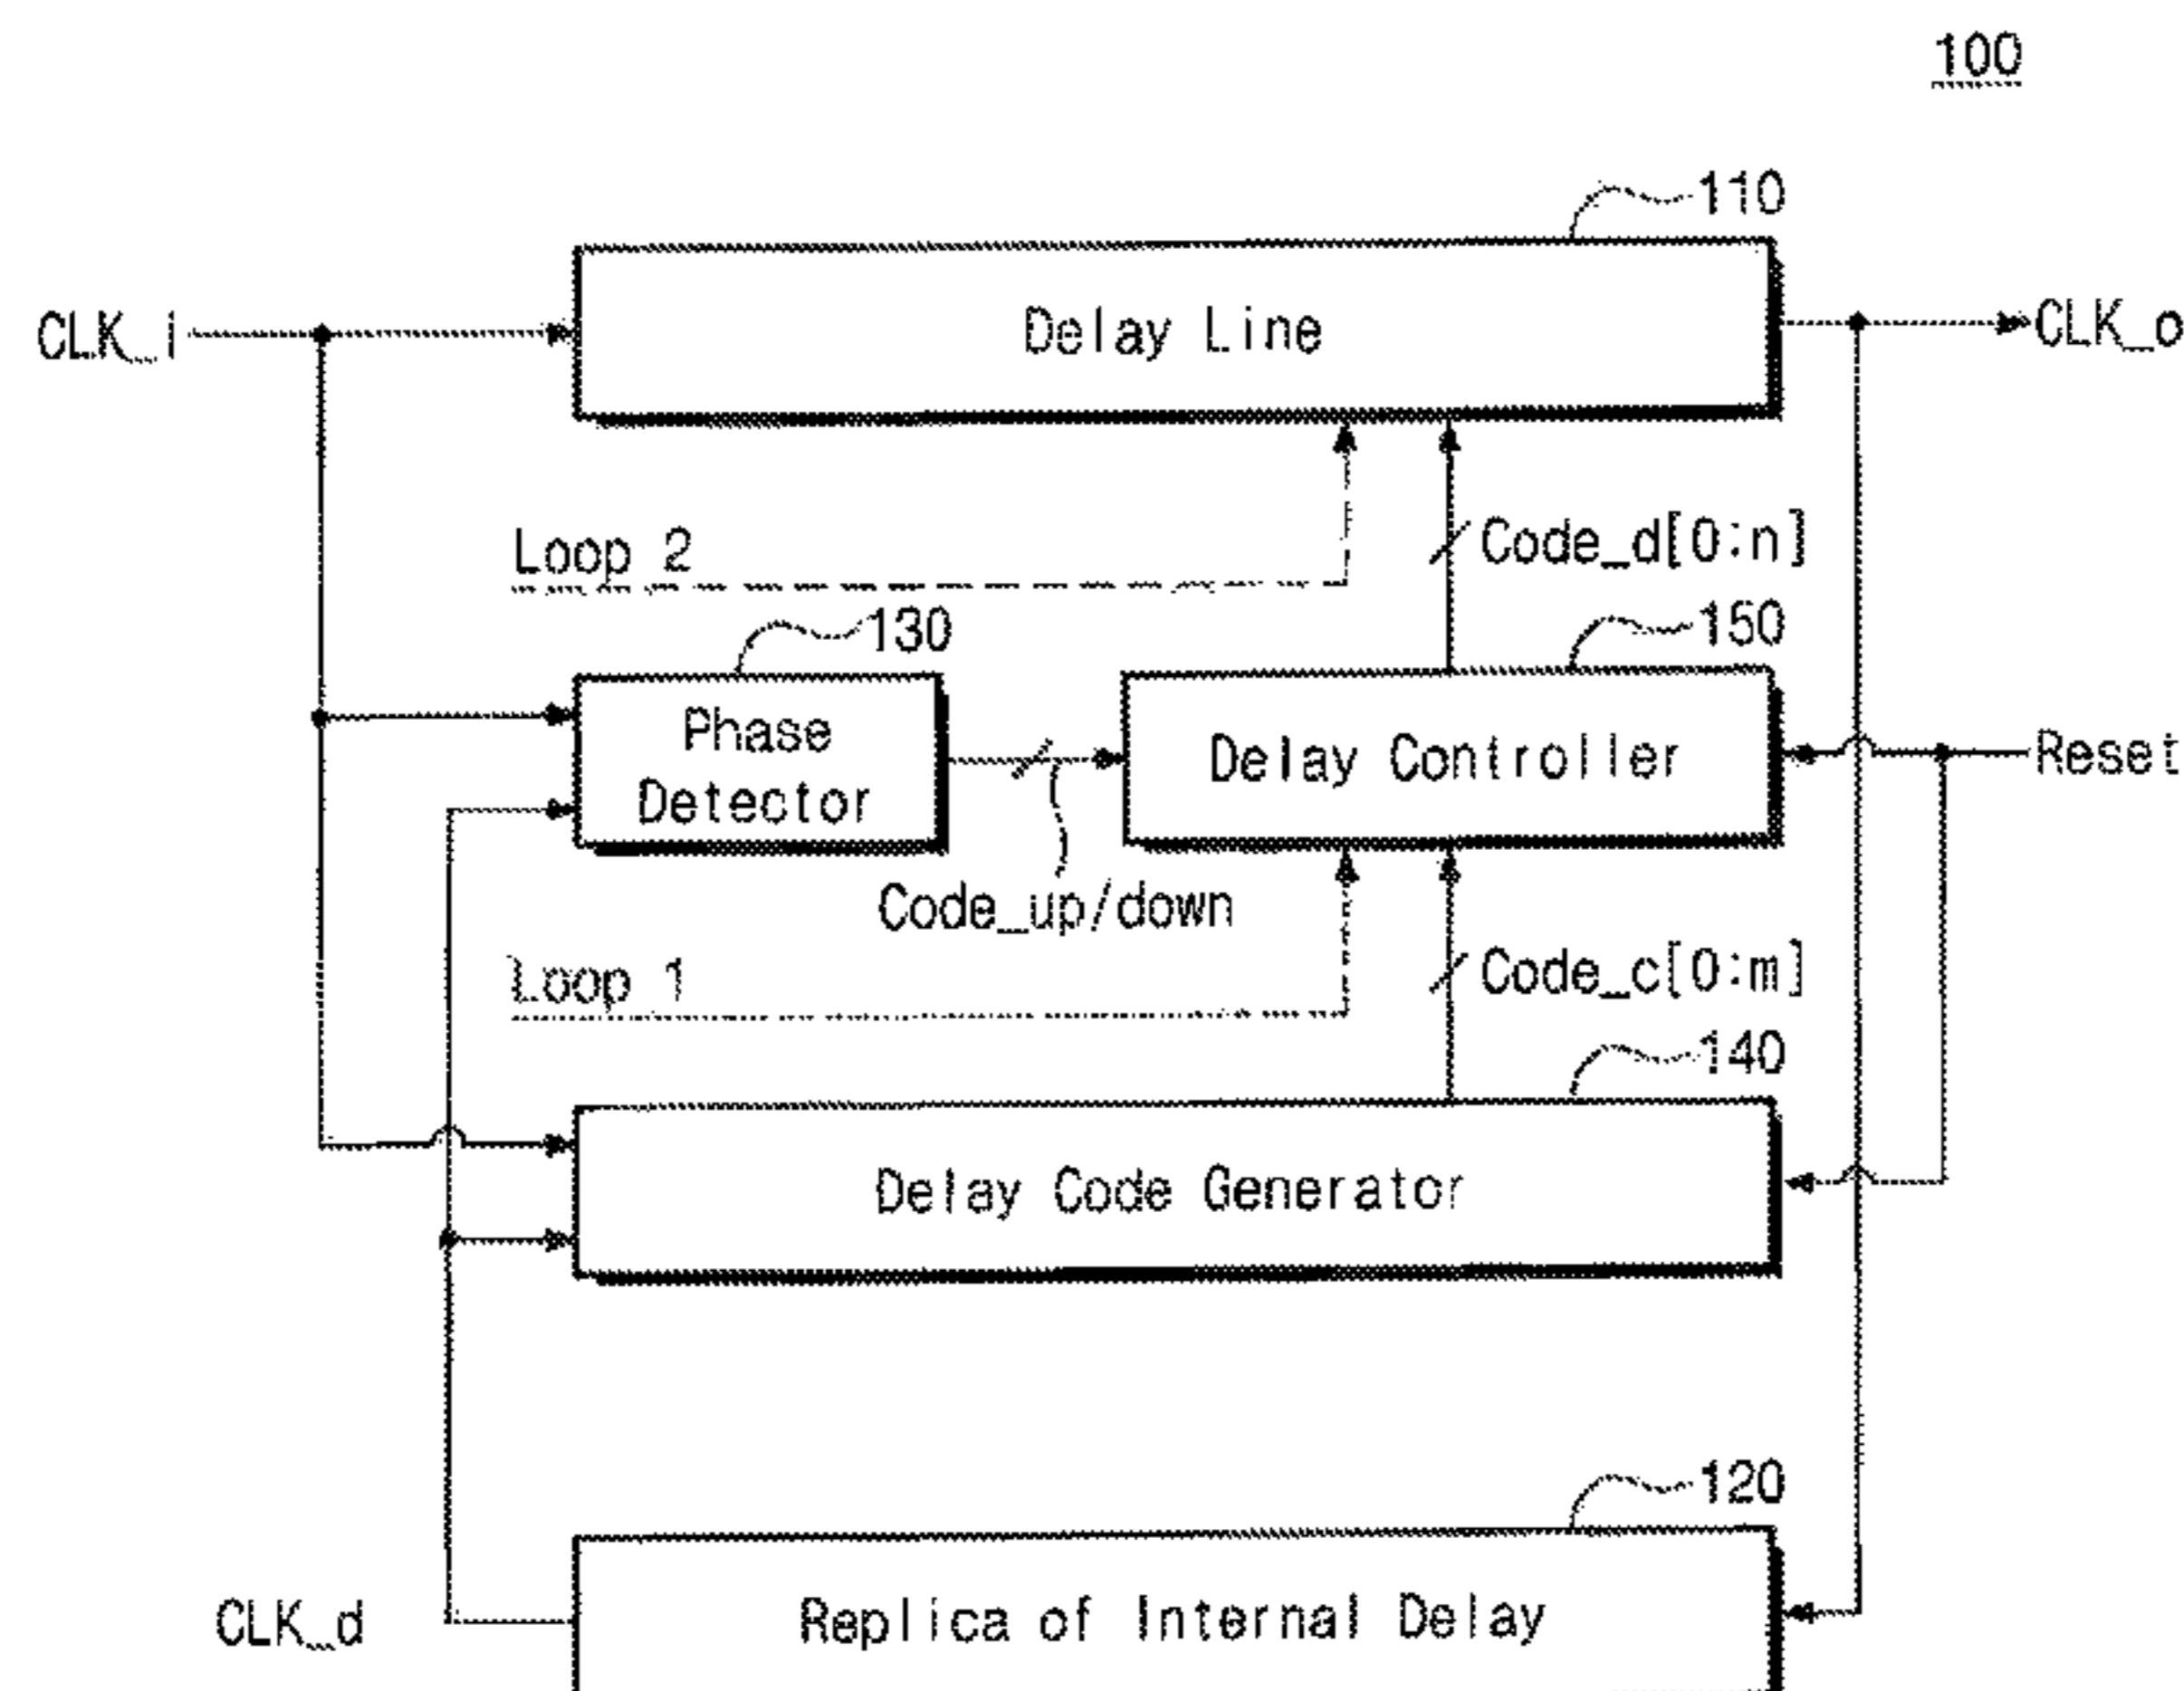 100
110
CLK_i
Delay Line
CLK_o
Loop 2
Code_d[0:n]
130
150
Phase
Detector
Delay Controller
Reset
Code_up/down
Loop 1
Code_c[0:m]
140
Delay Code Generator
120
CLK_d
Replica of Internal Delay